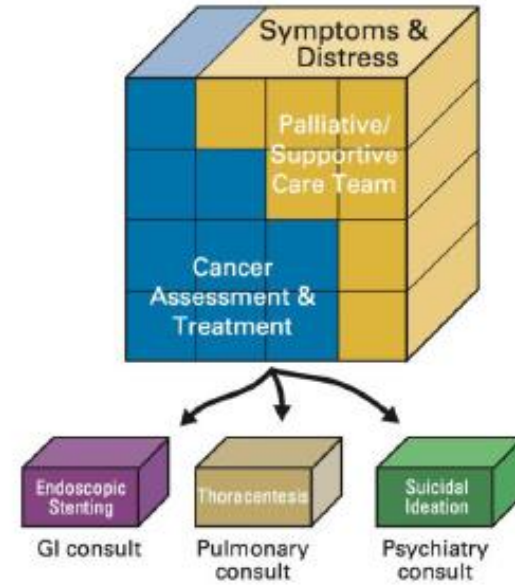 Symptoms &
Distress
Palliative/
Supportive
Care Team
Cancer
Assessment &
Treatment
Endoscopic
Stenting
Thoracentesis
Suicidal
Ideation
GI consult
Pulmonary
consult
Psychiatry
consult